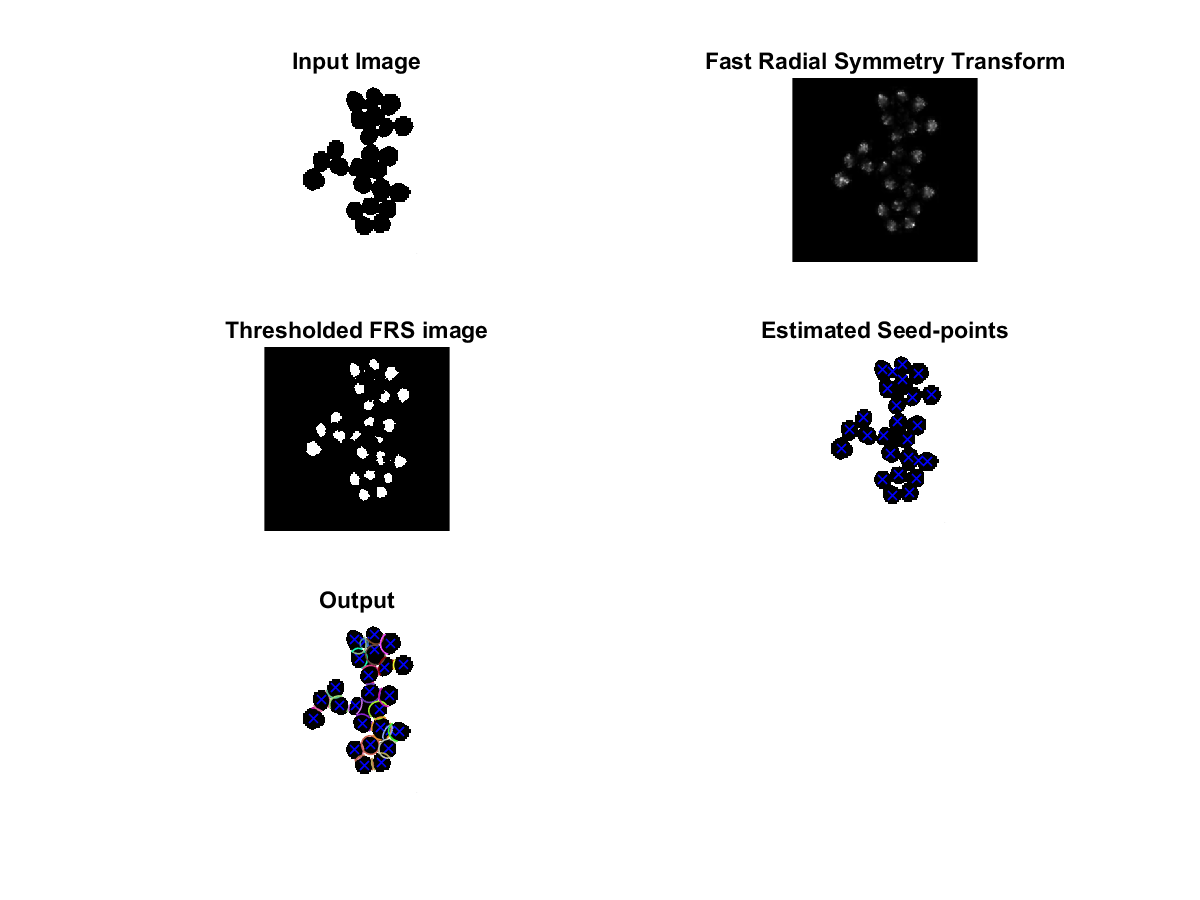 Input Image
Fast Radial Symmetry Transform
Thresholded FRS image
Estimated Seed-points
Output